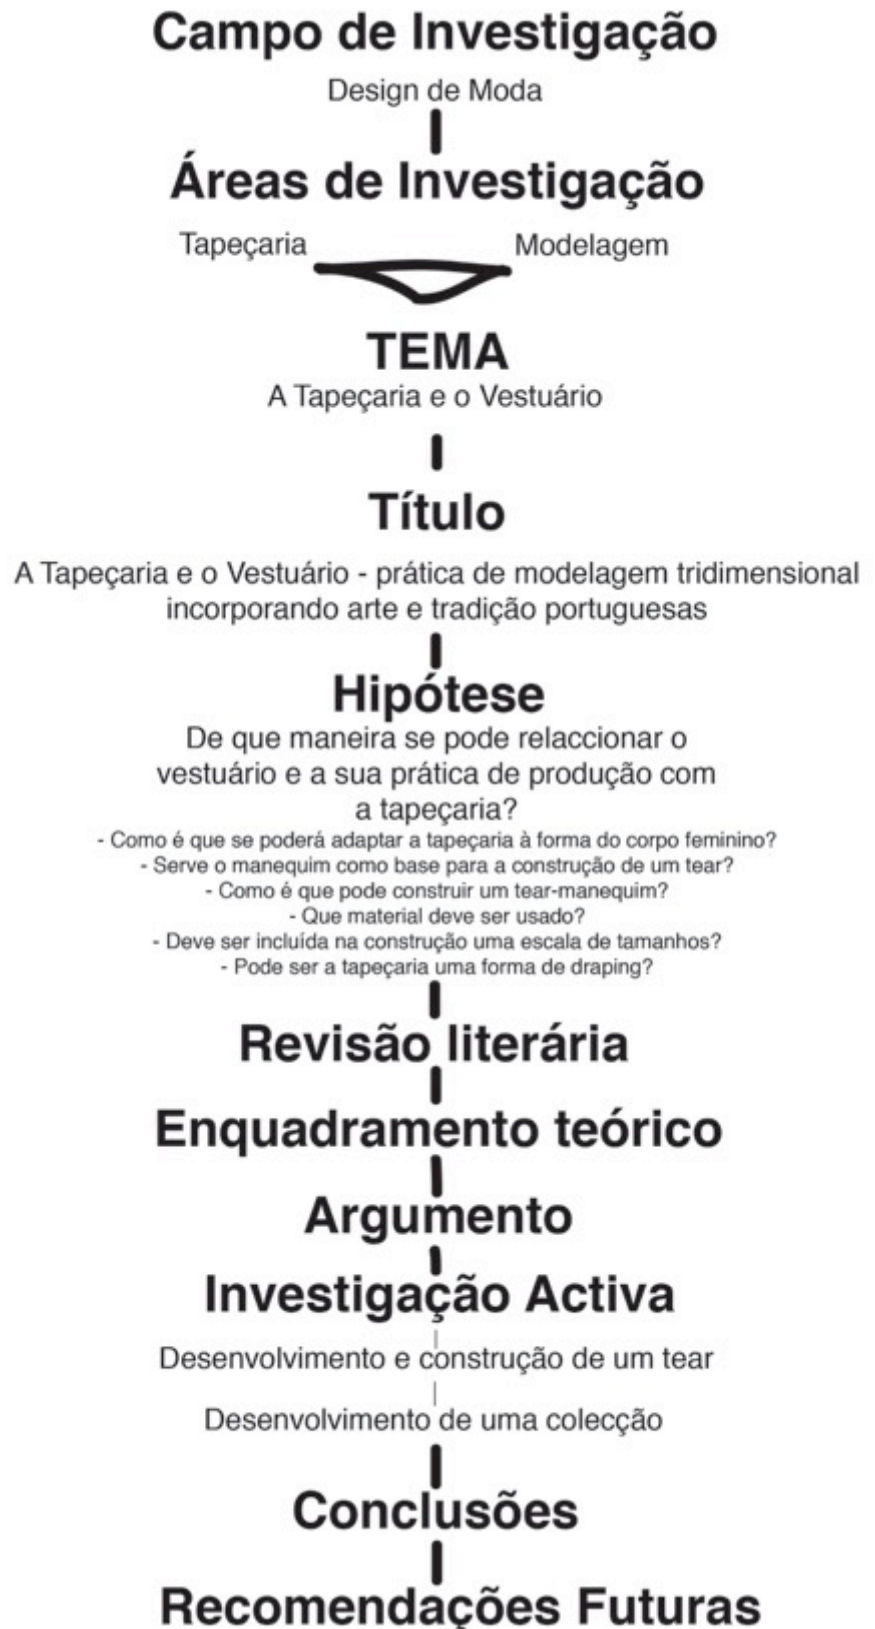 Campo de Investigação
Design de Moda
Áreas de Investigação
Tapeçaria Modelagem
TEMA
A Tapeçaria e o Vestuário
Título
A Tapeçaria e o Vestuário - prática de modelagem tridimensional
incorporando arte e tradição portuguesas
Hipótese
De que maneira se pode relaccionar o
vestuário e a sua prática de produção com
a tapeçaria?
- Como é que se poderá adaptar a tapeçaria à forma do corpo feminino?
- Serve o manequim como base para a construção de um tear?
- Como é que pode construir um tear-manequim?
- Que material deve ser usado?
- Deve ser incluída na construção uma escala de tamanhos?
- Pode ser a tapeçaria uma forma de draping?
Revisão literária
Enquadramento teórico
Argumento
Investigação Activa
Desenvolvimento e construção de um tear
Desenvolvimento de uma colecção
Conclusões
Recomendações Futuras